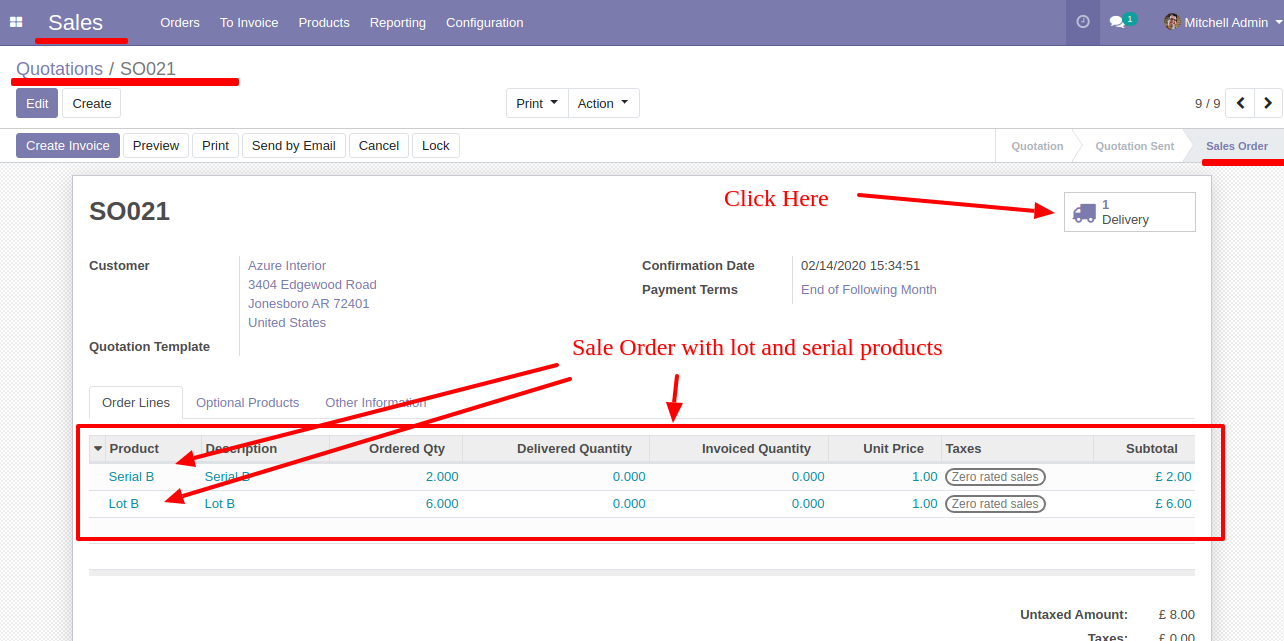 Sales Orders To Invoice Products Reporting Configuration 1 Mitchell Admin
Quotations / SO021
Edit Create Print Action 9 / 9
Create Invoice Preview Print Send by Email Cancel Lock Quotation Quotation Sent Sales Order
Click Here
1
Delivery
SO021
Customer
Azure Interior
3404 Edgewood Road
Jonesboro AR 72401
United States
Confirmation Date 02/14/2020 15:34:51
Payment Terms End of Following Month
Quotation Template
Sale Order with lot and serial products
Order Lines Optional Products Other Information
Product Description Ordered Qty Delivered Quantity Invoiced Quantity Unit Price Taxes Subtotal
Serial B Serial B 2.000 0.000 0.000 1.00 Zero rated sales £ 2.00
Lot B Lot B 6.000 0.000 0.000 1.00 Zero rated sales £ 6.00
Untaxed Amount: £ 8.00
Taxes: £ 0.00